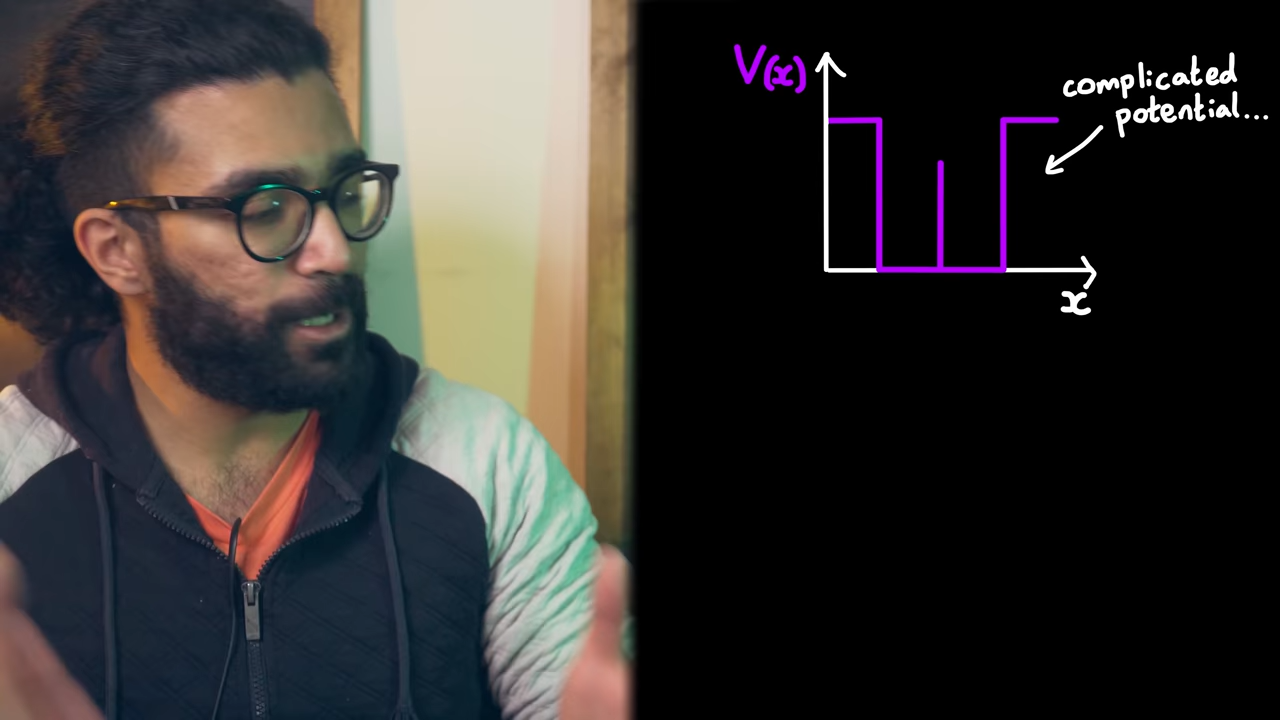 V(x)
complicated
potential...
x